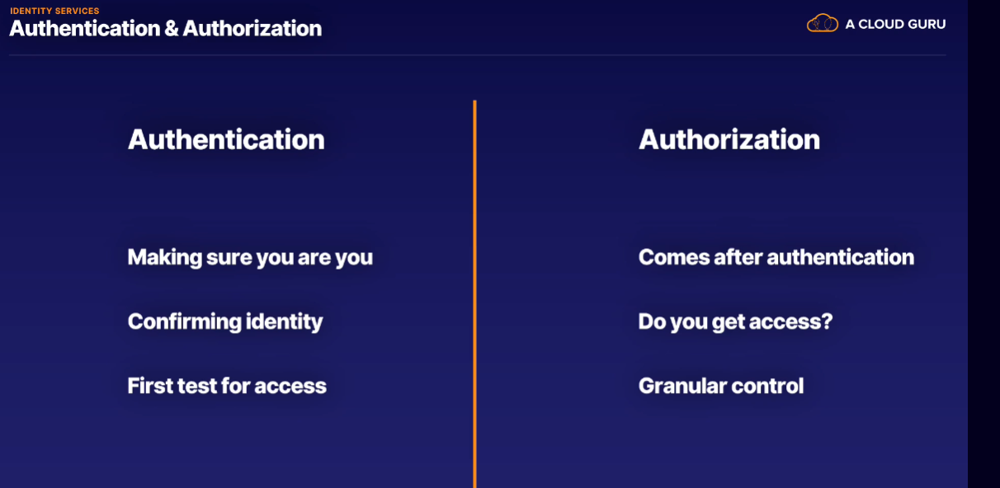 IDENTITY SERVICES
Authentication & Authorization
A CLOUD GURU
Authentication
Making sure you are you
Confirming identity
First test for access
Authorization
Comes after authentication
Do you get access?
Granular control